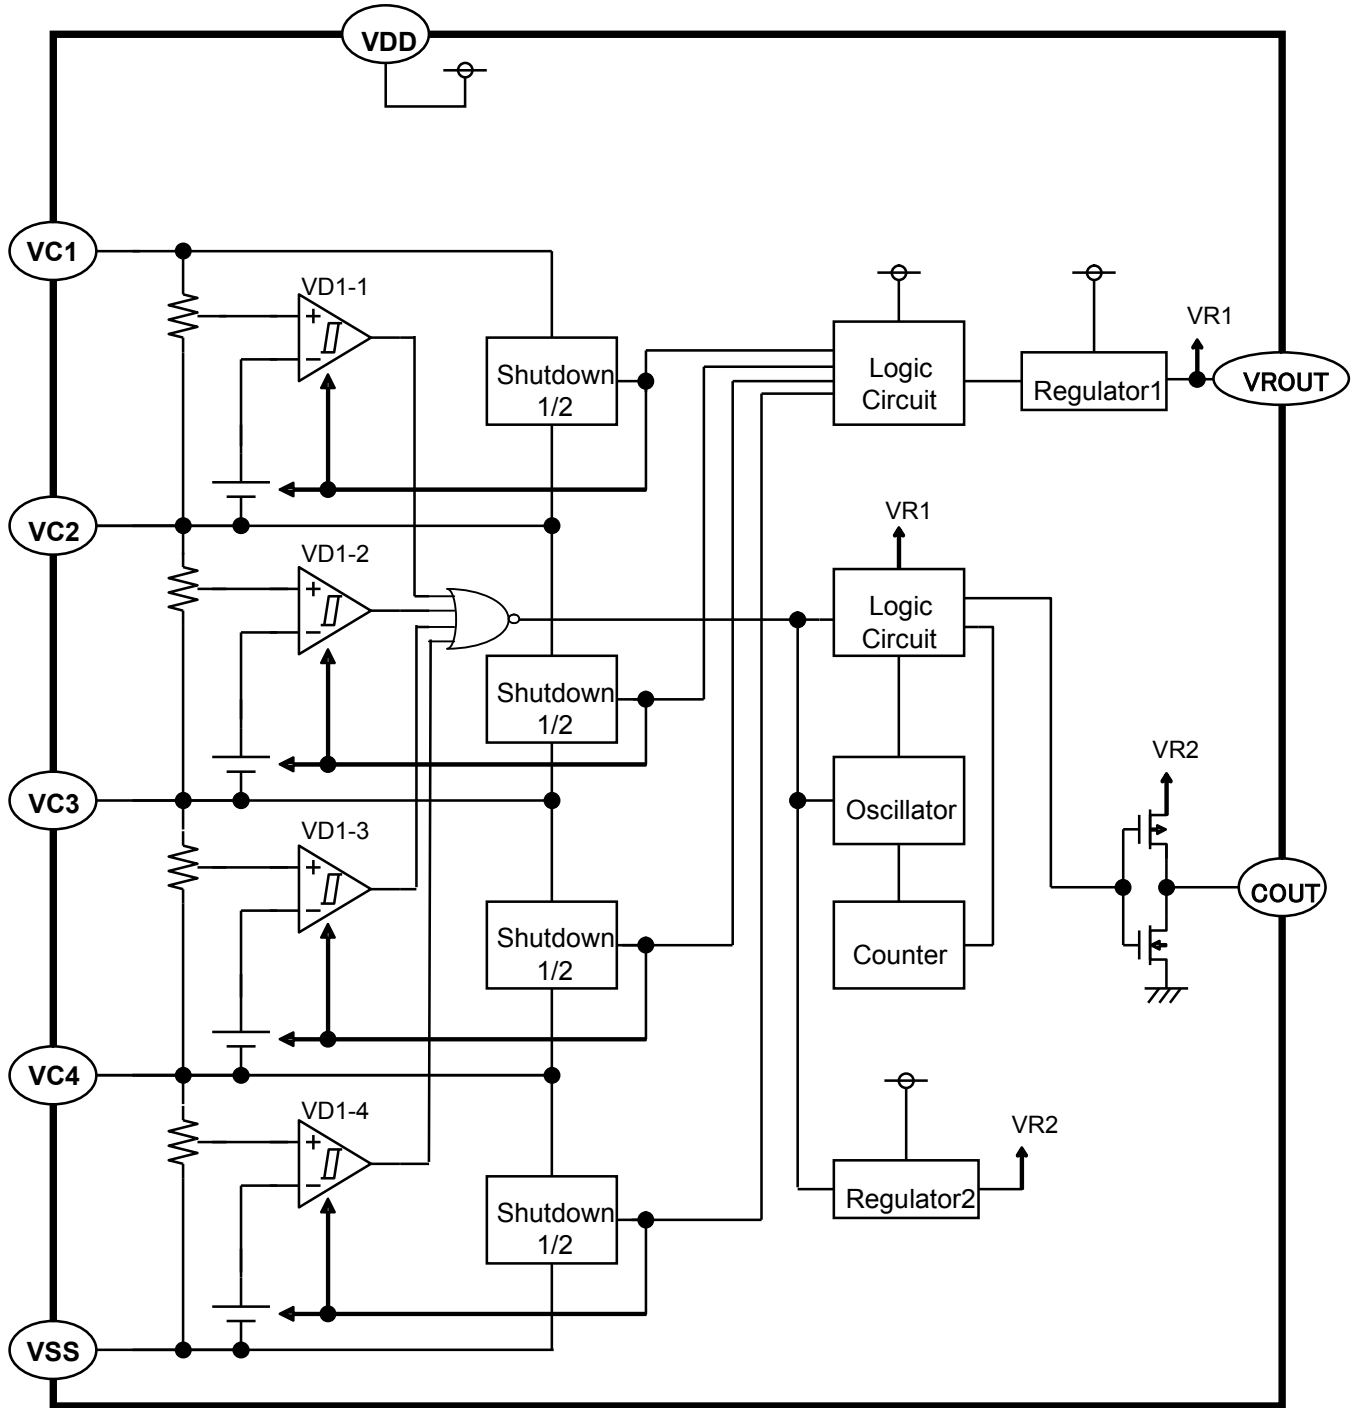 VDD
VC1
VD1-1
+
−
Shutdown
1/2
Logic
Circuit
Regulator1
VR1
VROUT
VC2
VD1-2
+
−
Shutdown
1/2
VR1
Logic
Circuit
Oscillator
Counter
VR2
COUT
VC3
VD1-3
+
−
Shutdown
1/2
VC4
VD1-4
+
−
Shutdown
1/2
Regulator2
VR2
VSS